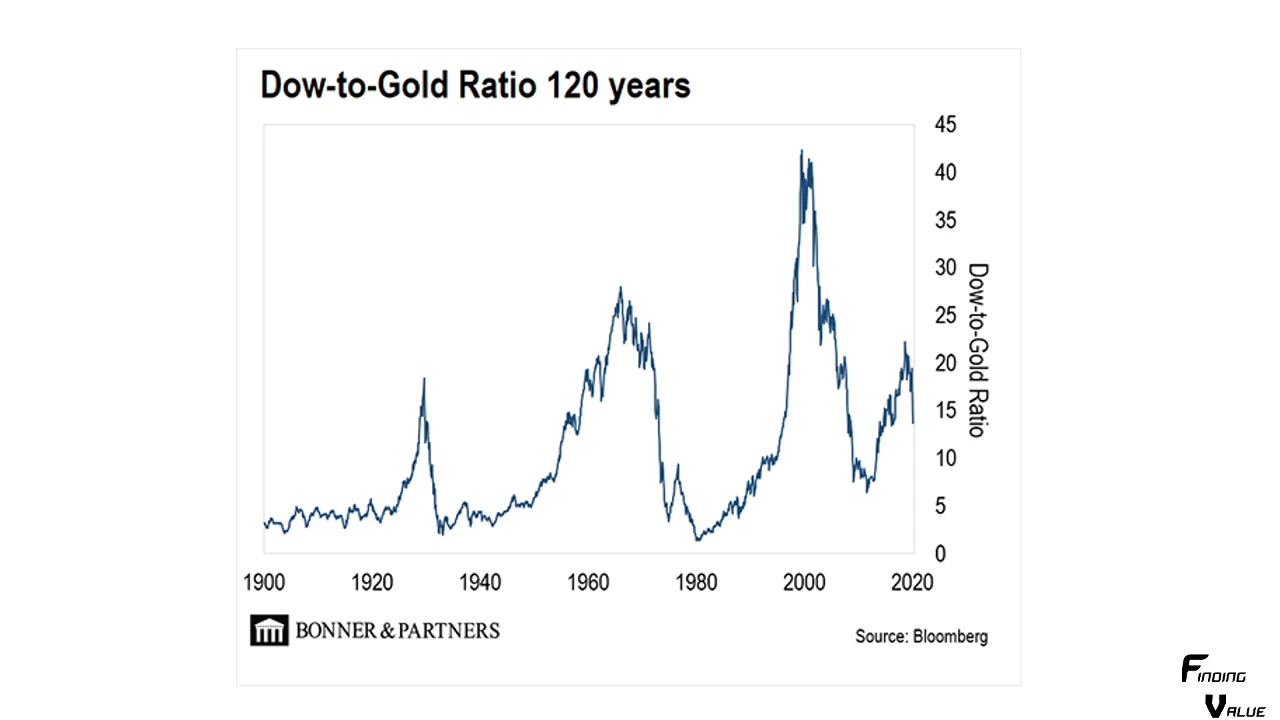 Dow-to-Gold Ratio 120 years
45
40
35
30
25
20
15
10
5
0
Dow-to-Gold Ratio
1900 1920 1940 1960 1980 2000 2020
BONNER & PARTNERS
Source: Bloomberg
FINDING
VALUE